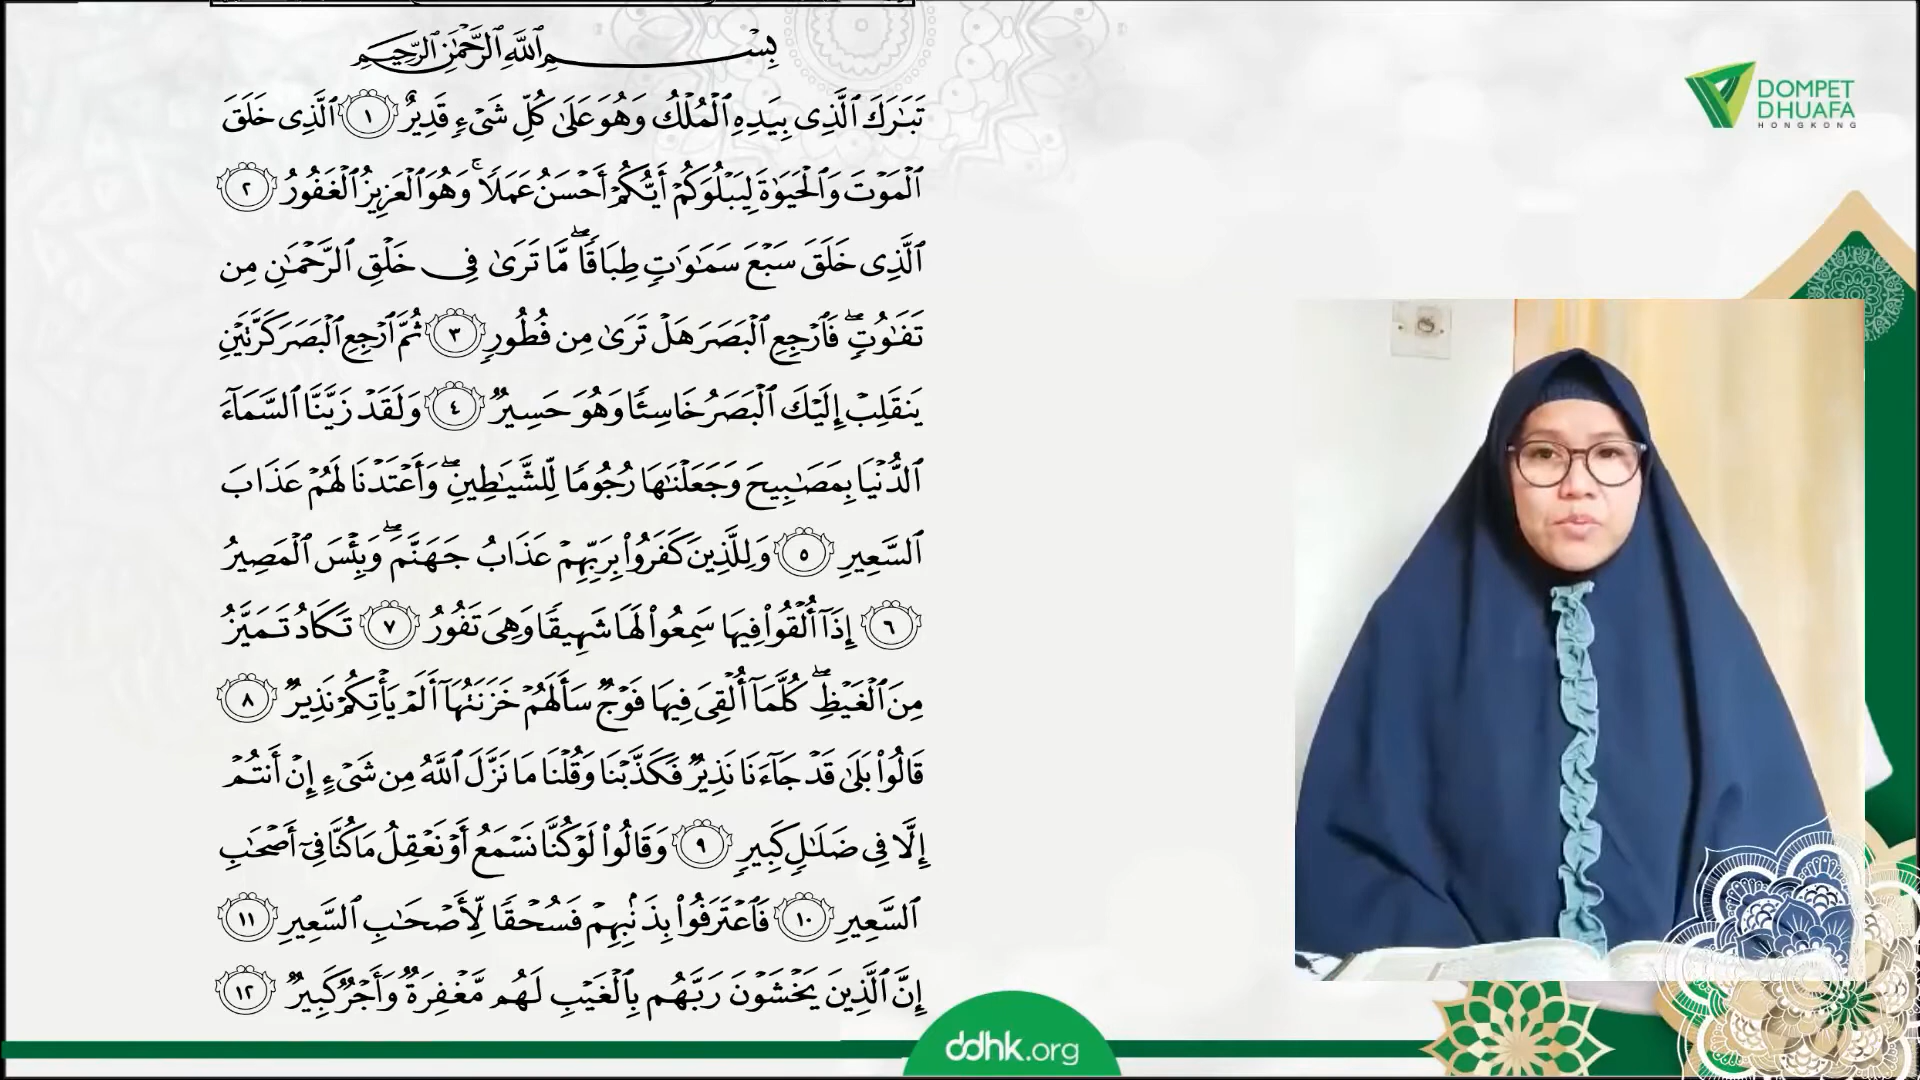 بِسْمِ ٱللَّهِ ٱلرَّحْمَٰنِ ٱلرَّحِيمِ
تَبَٰرَكَ ٱلَّذِى بِيَدِهِ ٱلْمُلْكُ وَهُوَ عَلَىٰ كُلِّ شَىْءٍ قَدِيرٌ ١ ٱلَّذِى خَلَقَ
ٱلْمَوْتَ وَٱلْحَيَوٰةَ لِيَبْلُوَكُمْ أَيُّكُمْ أَحْسَنُ عَمَلًا ۚ وَهُوَ ٱلْعَزِيزُ ٱلْغَفُورُ ٢
ٱلَّذِى خَلَقَ سَبْعَ سَمَٰوَٰتٍ طِبَاقًا ۖ مَّا تَرَىٰ فِى خَلْقِ ٱلرَّحْمَٰنِ مِن
تَفَٰوُتٍ ۖ فَٱرْجِعِ ٱلْبَصَرَ هَلْ تَرَىٰ مِن فُطُورٍ ٣ ثُمَّ ٱرْجِعِ ٱلْبَصَرَ كَرَّتَيْنِ
يَنقَلِبْ إِلَيْكَ ٱلْبَصَرُ خَاسِئًا وَهُوَ حَسِيرٌ ٤ وَلَقَدْ زَيَّنَّا ٱلسَّمَآءَ
ٱلدُّنْيَا بِمَصَٰبِيحَ وَجَعَلْنَٰهَا رُجُومًا لِّلشَّيَٰطِينِ ۖ وَأَعْتَدْنَا لَهُمْ عَذَابَ
ٱلسَّعِيرِ ٥ وَلِلَّذِينَ كَفَرُوا۟ بِرَبِّهِمْ عَذَابُ جَهَنَّمَ ۖ وَبِئْسَ ٱلْمَصِيرُ
٦ إِذَآ أُلْقُوا۟ فِيهَا سَمِعُوا۟ لَهَا شَهِيقًا وَهِىَ تَفُورُ ٧ تَكَادُ تَمَيَّزُ
مِنَ ٱلْغَيْظِ ۖ كُلَّمَآ أُلْقِىَ فِيهَا فَوْجٌ سَأَلَهُمْ خَزَنَتُهَآ أَلَمْ يَأْتِكُمْ نَذِيرٌ ٨
قَالُوا۟ بَلَىٰ قَدْ جَآءَنَا نَذِيرٌ فَكَذَّبْنَا وَقُلْنَا مَا نَزَّلَ ٱللَّهُ مِن شَىْءٍ إِنْ أَنتُمْ
إِلَّا فِى ضَلَٰلٍ كَبِيرٍ ٩ وَقَالُوا۟ لَوْ كُنَّا نَسْمَعُ أَوْ نَعْقِلُ مَا كُنَّا فِىٓ أَصْحَٰبِ
ٱلسَّعِيرِ ١٠ فَٱعْتَرَفُوا۟ بِذَنۢبِهِمْ فَسُحْقًا لِّأَصْحَٰبِ ٱلسَّعِيرِ ١١
إِنَّ ٱلَّذِينَ يَخْشَوْنَ رَبَّهُم بِٱلْغَيْبِ لَهُم مَّغْفِرَةٌ وَأَجْرٌ كَبِيرٌ ١٢
DOMPET
DHUAFA
HONGKONG
ddhk.org